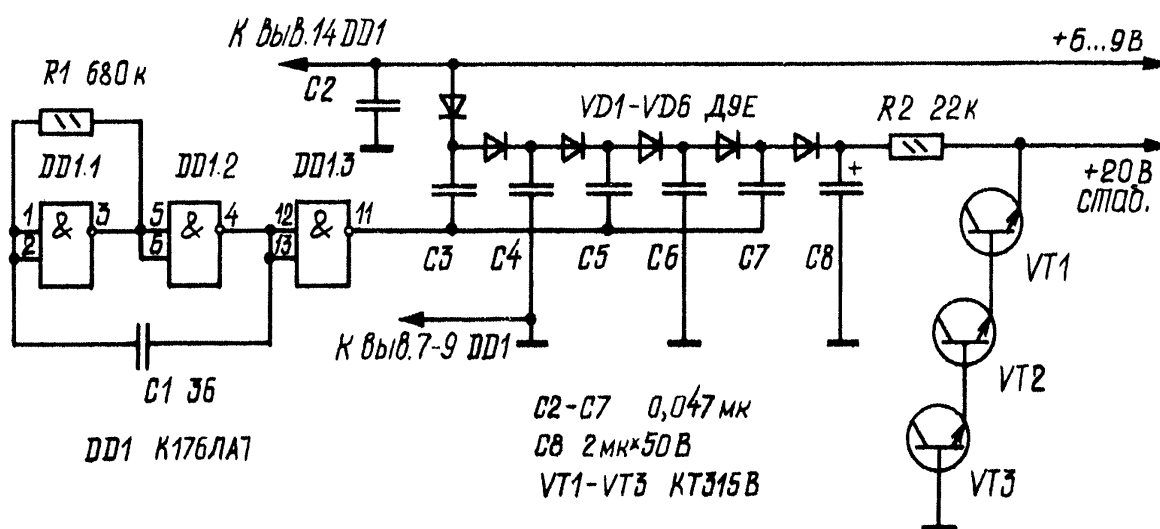 К выв.14 DD1
+6...9В
R1 680к
C2
VD1-VD6 Д9Е
R2 22к
DD1.1
DD1.2
DD1.3
+
+20В
стаб.
1
&
3
5
&
4
12
&
11
2
6
13
C3
C4
C5
C6
C7
C8
VT1
К выв.7-9 DD1
C1 36
VT2
C2-C7 0,047мк
C8 2мк×50В
DD1 К176ЛА7
VT1-VT3 КТ315В
VT3